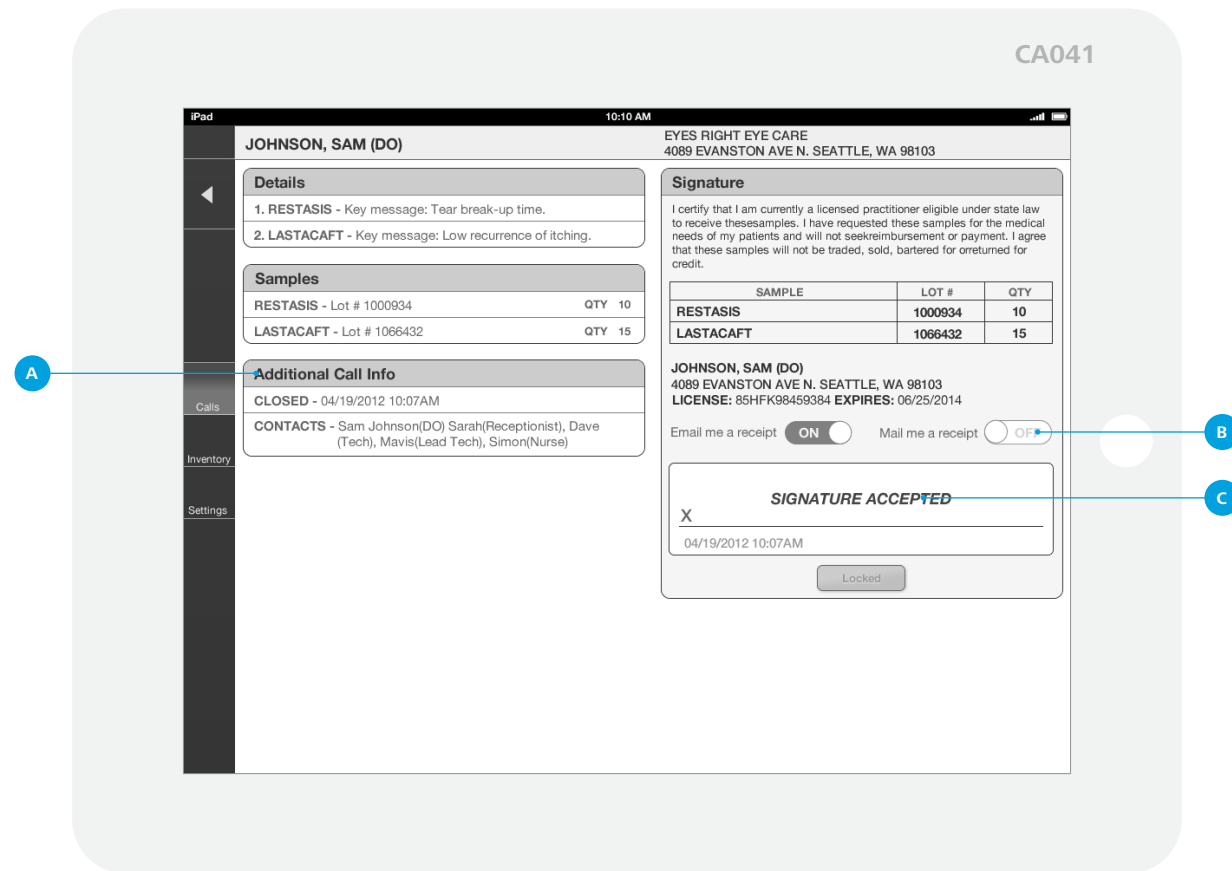 CA041
iPad
10:10 AM
JOHNSON, SAM (DO)
EYES RIGHT EYE CARE
4089 EVANSTON AVE N. SEATTLE, WA 98103
Details
1. RESTASIS - Key message: Tear break-up time.
2. LASTACAFT - Key message: Low recurrence of itching.
Samples
RESTASIS - Lot # 1000934 QTY 10
LASTACAFT - Lot # 1066432 QTY 15
A
Additional Call Info
CLOSED - 04/19/2012 10:07AM
CONTACTS - Sam Johnson(DO) Sarah(Receptionist), Dave
(Tech), Mavis(Lead Tech), Simon(Nurse)
Calls
Inventory
Settings
Signature
I certify that I am currently a licensed practitioner eligible under state law
to receive thesesamples. I have requested these samples for the medical
needs of my patients and will not seekreimbursement or payment. I agree
that these samples will not be traded, sold, bartered for orreturned for
credit.
SAMPLE LOT # QTY
RESTASIS 1000934 10
LASTACAFT 1066432 15
JOHNSON, SAM (DO)
4089 EVANSTON AVE N. SEATTLE, WA 98103
LICENSE: 85HFK98459384 EXPIRES: 06/25/2014
Email me a receipt ON Mail me a receipt OFF
B
SIGNATURE ACCEPTED
C
X
04/19/2012 10:07AM
Locked